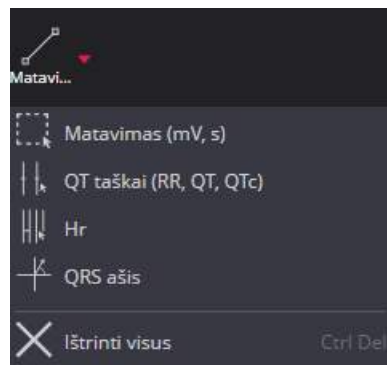 Matavi...
Matavimas (mV, s)
QT taškai (RR, QT, QTc)
Hr
QRS ašis
Ištrinti visus Ctrl Del